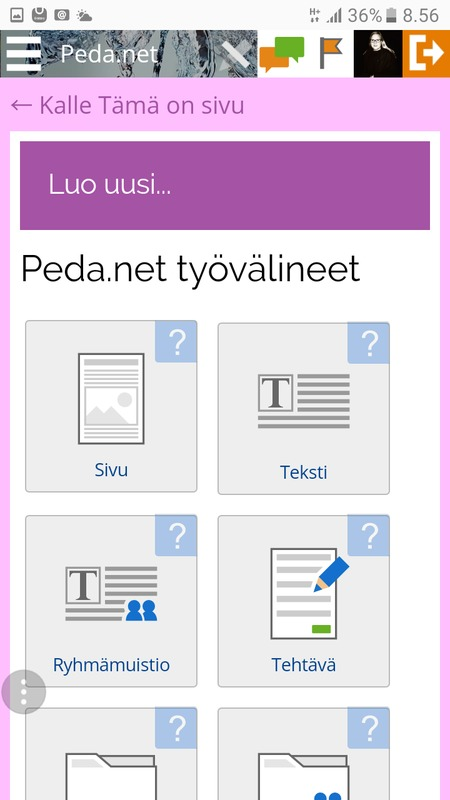 H+ 36% 8.56
Peda.net
← Kalle Tämä on sivu
Luo uusi...
Peda.net työvälineet
?
?
Sivu
Teksti
T
?
?
T
Ryhmämuistio
Tehtävä
?
?